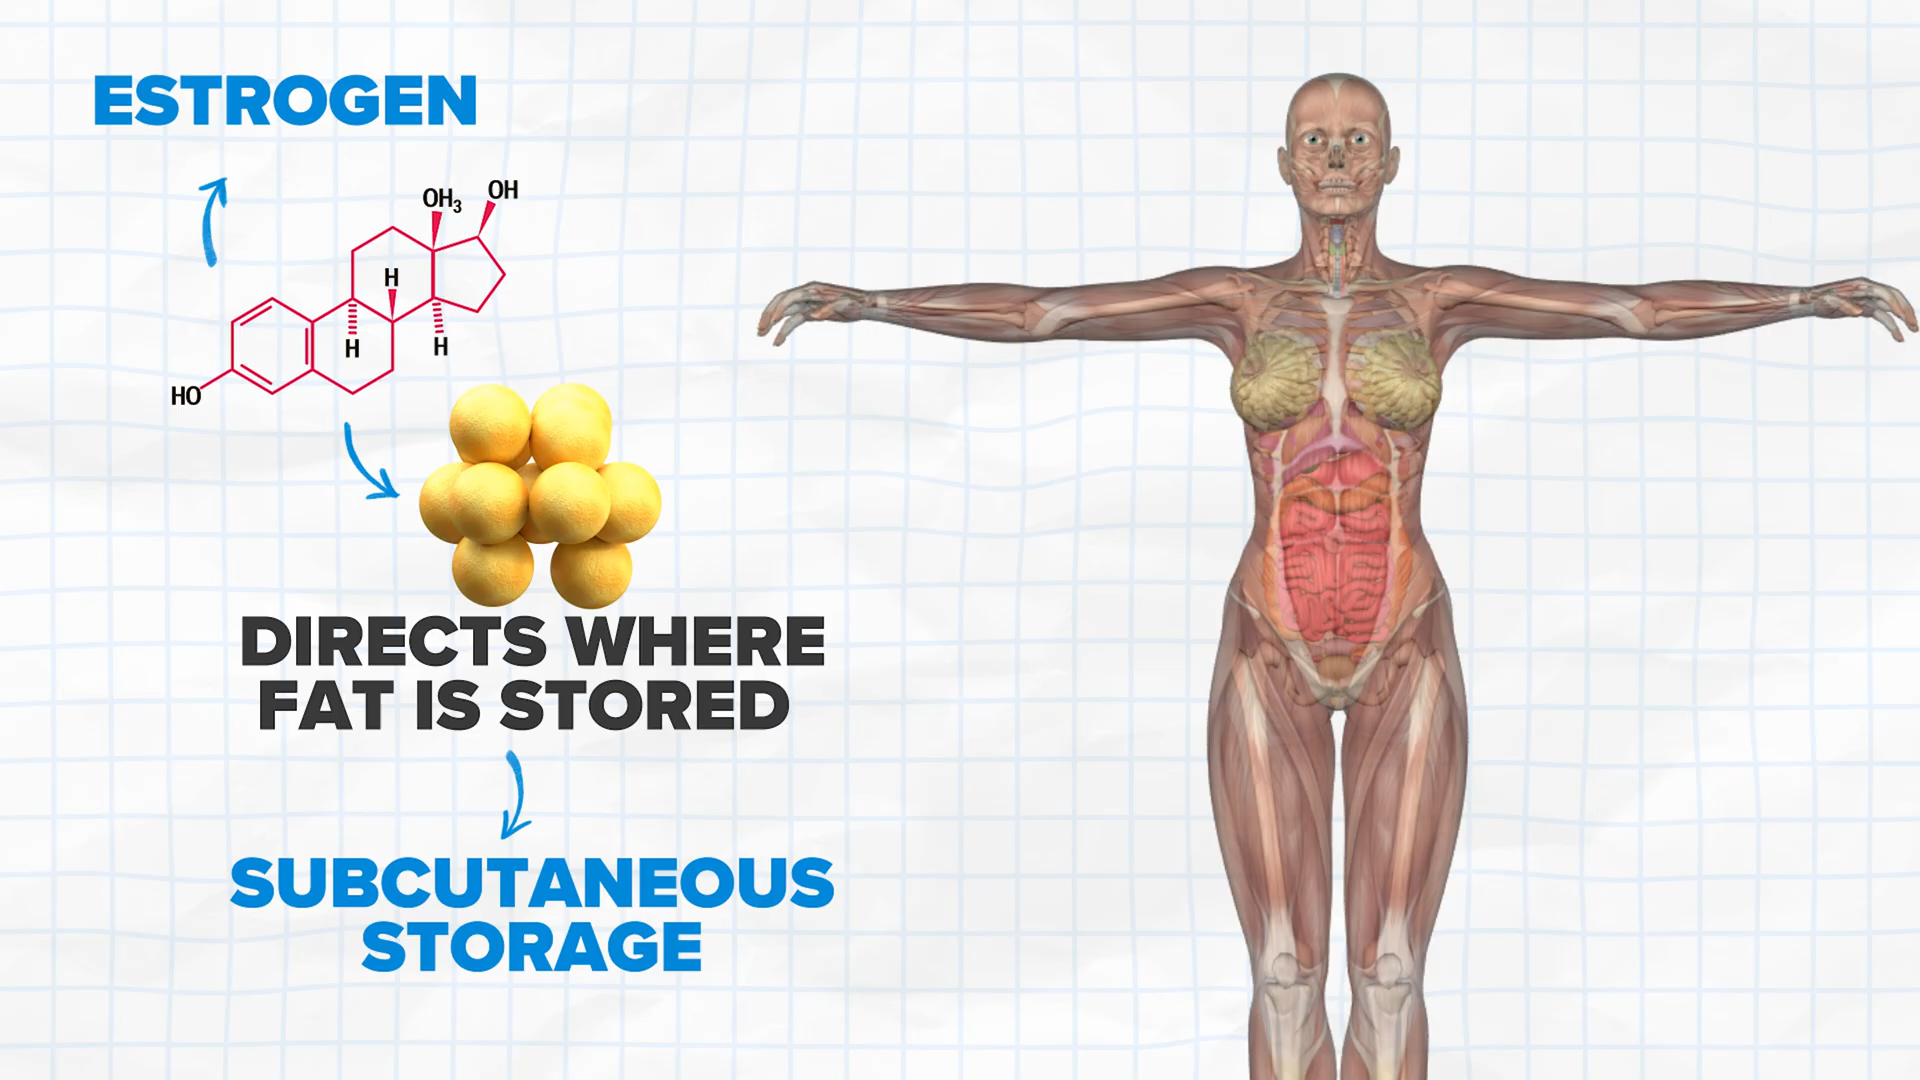 ESTROGEN
OH
OH₃
H
H
H
HO
DIRECTS WHERE
FAT IS STORED
SUBCUTANEOUS
STORAGE